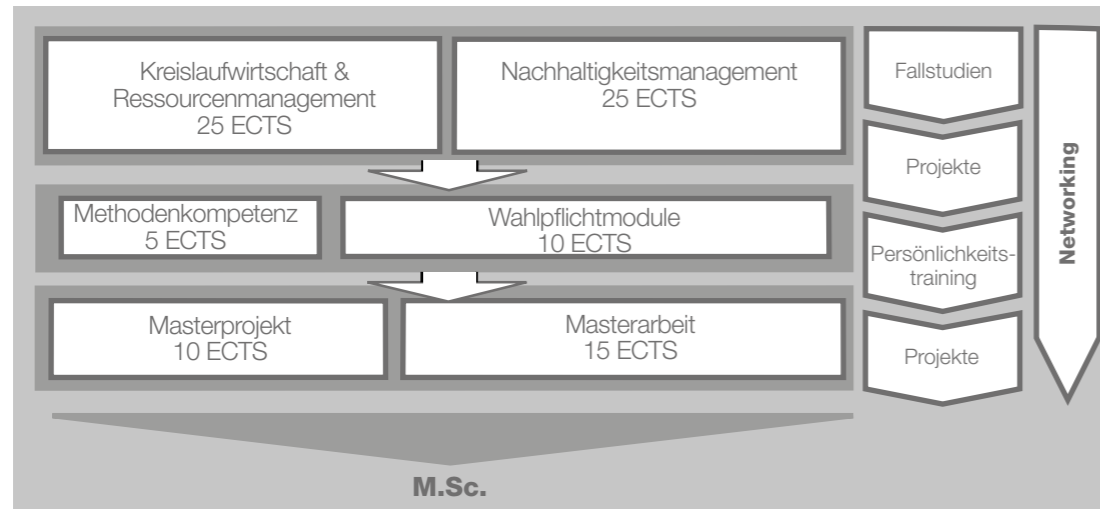 Kreislaufwirtschaft &
Ressourcenmanagement
25 ECTS
Nachhaltigkeitsmanagement
25 ECTS
Methodenkompetenz
5 ECTS
Wahlpflichtmodule
10 ECTS
Masterprojekt
10 ECTS
Masterarbeit
15 ECTS
M.Sc.
Fallstudien
Projekte
Persönlichkeits-
training
Projekte
Networking